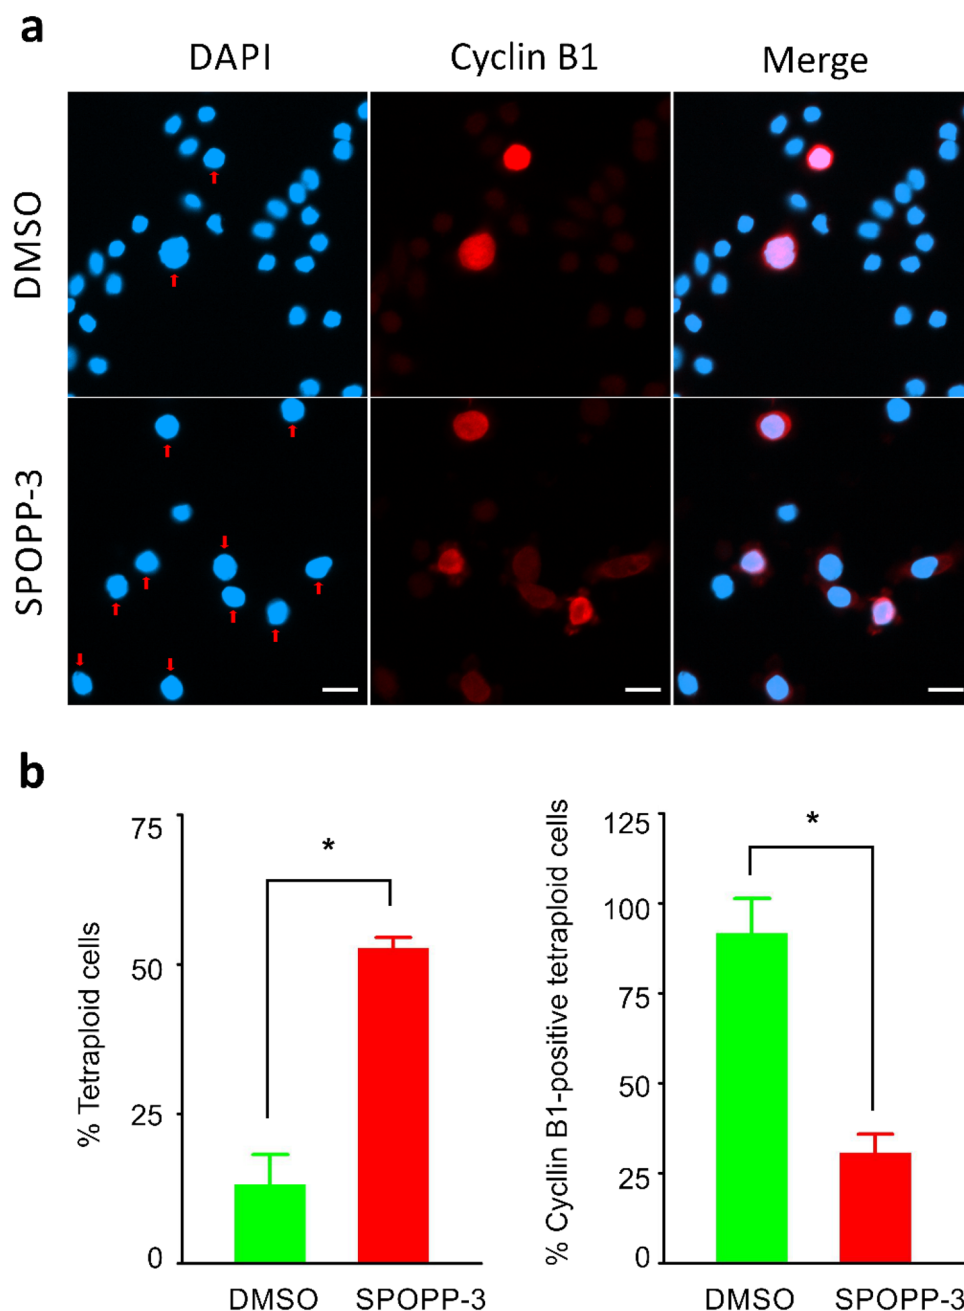 a
DAPI
Cyclin B1
Merge
DMSO
SPOPP-3
b
% Tetraploid cells
75
50
25
0
*
DMSO
SPOPP-3
% Cycllin B1-positive tetraploid cells
125
100
75
50
25
0
*
DMSO
SPOPP-3